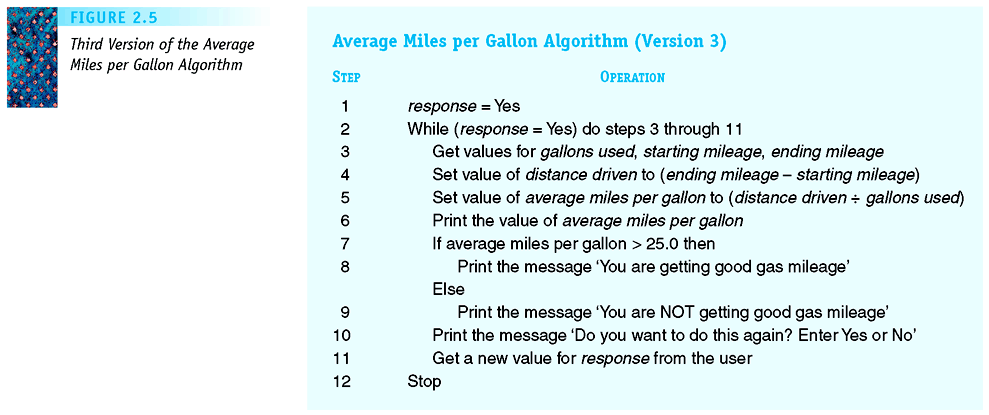 FIGURE 2.5
Third Version of the Average
Miles per Gallon Algorithm
Average Miles per Gallon Algorithm (Version 3)
STEP OPERATION
1 response = Yes
2 While (response = Yes) do steps 3 through 11
3 Get values for gallons used, starting mileage, ending mileage
4 Set value of distance driven to (ending mileage – starting mileage)
5 Set value of average miles per gallon to (distance driven ÷ gallons used)
6 Print the value of average miles per gallon
7 If average miles per gallon > 25.0 then
8 Print the message ‘You are getting good gas mileage’
Else
9 Print the message ‘You are NOT getting good gas mileage’
10 Print the message ‘Do you want to do this again? Enter Yes or No’
11 Get a new value for response from the user
12 Stop